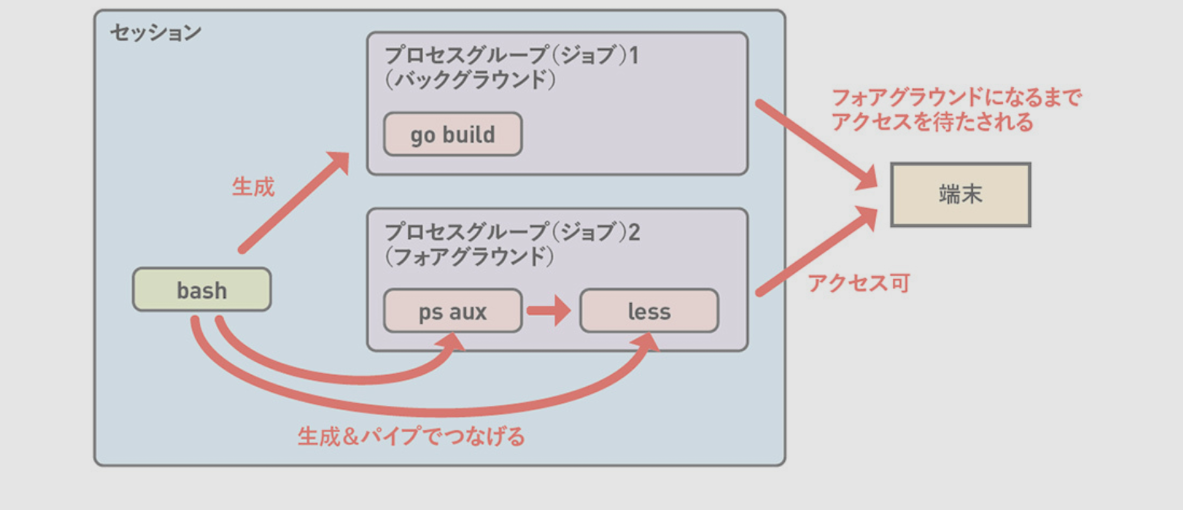 セッション
プロセスグループ(ジョブ)1
(バックグラウンド)
go build
フォアグラウンドになるまで
アクセスを待たされる
端末
生成
プロセスグループ(ジョブ)2
(フォアグラウンド)
bash
ps aux
less
アクセス可
生成&パイプでつなげる